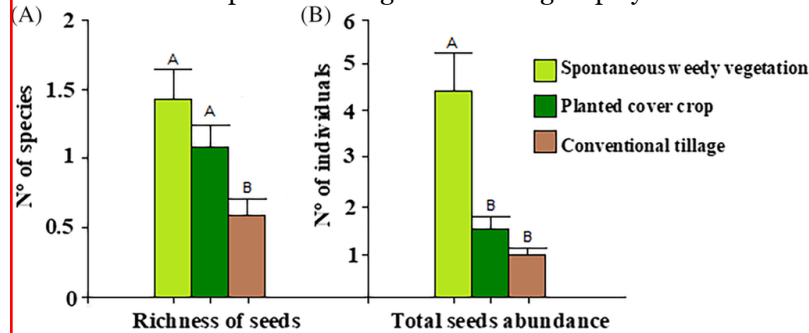 (A)
2
1.5
1
0.5
0
N° of species
A
A
B
Richness of seeds
(B)
6
5
4
3
2
1
N° of individuals
A
B
B
Total seeds abundance
Spontaneous weedy vegetation
Planted cover crop
Conventional tillage